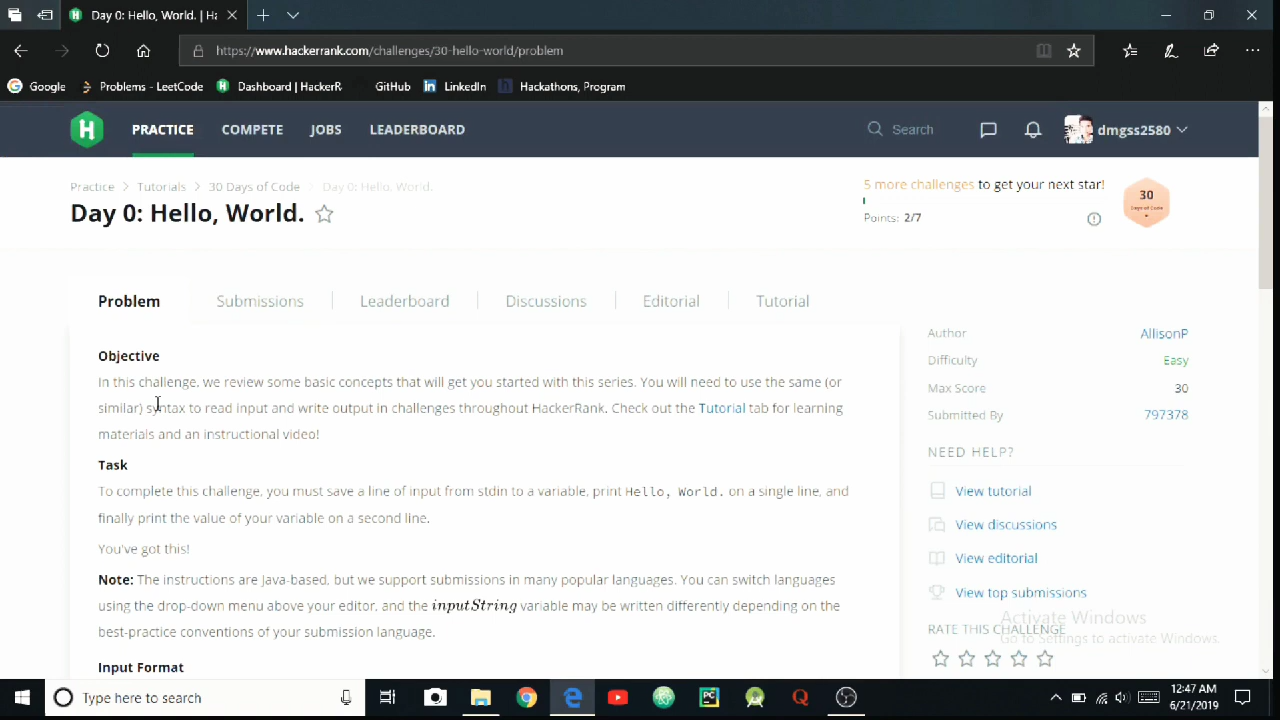 Day 0: Hello, World. | Ha
https://www.hackerrank.com/challenges/30-hello-world/problem
Google Problems - LeetCode Dashboard | HackerR GitHub LinkedIn Hackathons, Program
H PRACTICE COMPETE JOBS LEADERBOARD Search dmgss2580
Practice > Tutorials > 30 Days of Code > Day 0: Hello, World.
Day 0: Hello, World.
5 more challenges to get your next star!
Points: 2/7
30
Days of Code
Problem Submissions Leaderboard Discussions Editorial Tutorial
Objective
In this challenge, we review some basic concepts that will get you started with this series. You will need to use the same (or
similar) syntax to read input and write output in challenges throughout HackerRank. Check out the Tutorial tab for learning
materials and an instructional video!
Task
To complete this challenge, you must save a line of input from stdin to a variable, print Hello, World. on a single line, and
finally print the value of your variable on a second line.
You've got this!
Note: The instructions are Java-based, but we support submissions in many popular languages. You can switch languages
using the drop-down menu above your editor, and the inputString variable may be written differently depending on the
best-practice conventions of your submission language.
Input Format
Author AllisonP
Difficulty Easy
Max Score 30
Submitted By 797378
NEED HELP?
View tutorial
View discussions
View editorial
View top submissions
RATE THIS CHALLENGE
Activate Windows
Go to Settings to activate Windows.
Type here to search
12:47 AM
6/21/2019